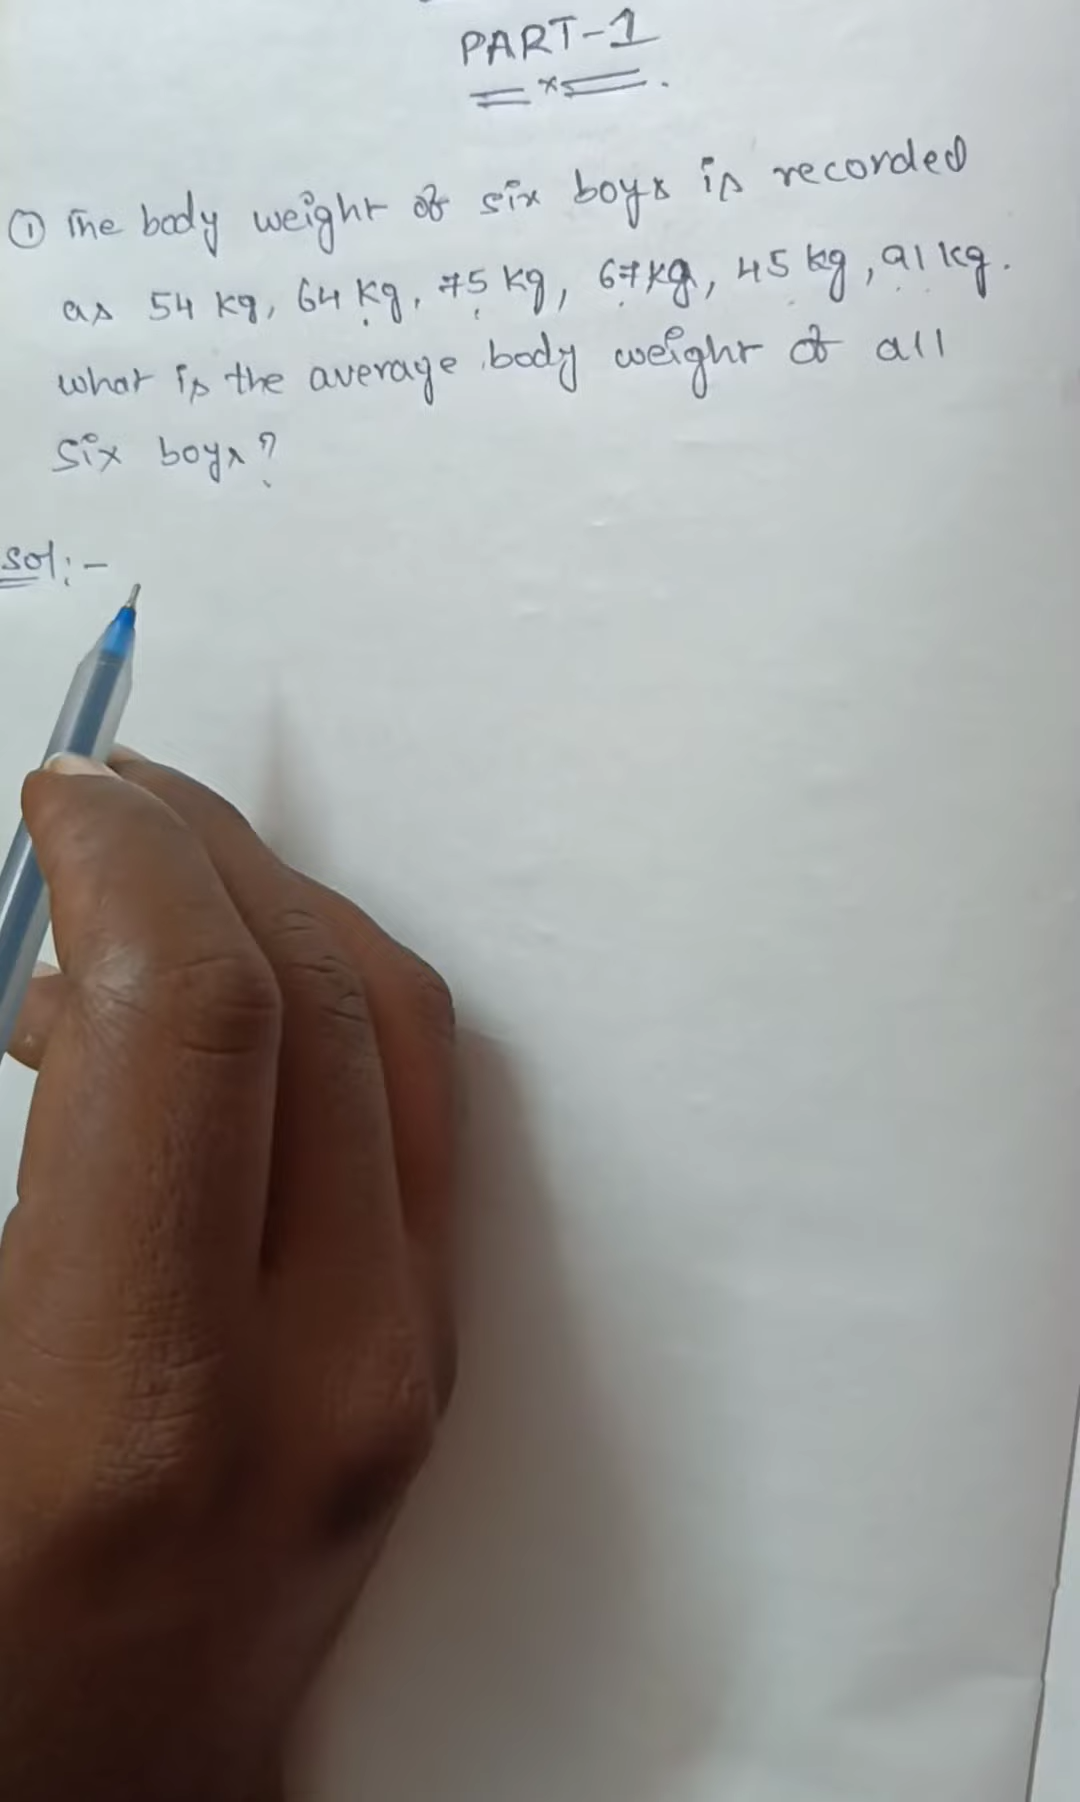 PART-1
① The body weight of six boys is recorded
as 54 kg, 64 kg, 75 kg, 67 kg, 45 kg, 91 kg.
what is the average body weight of all
six boys?
Sol:-